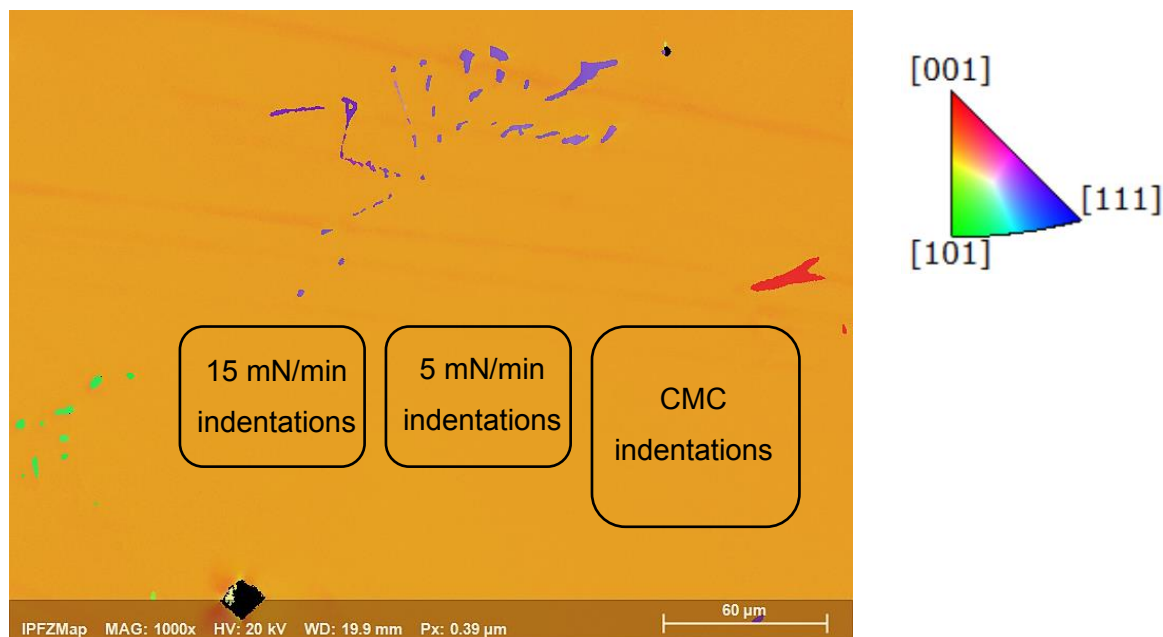 [001]
[111]
[101]
15 mN/min
indentations
5 mN/min
indentations
CMC
indentations
60 µm
IPFZMap MAG: 1000x HV: 20 kV WD: 19.9 mm Px: 0.39 µm